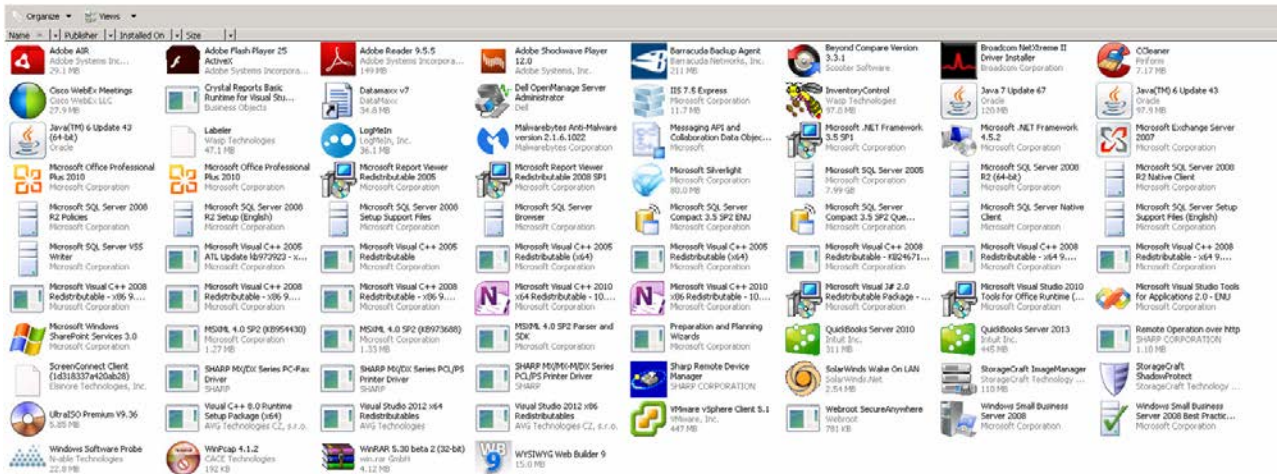 Organize Views
Name Publisher Installed On Size
Adobe AIR
Adobe Systems Inc...
29.1 MB
Adobe Flash Player 25
ActiveX
Adobe Systems Incorpora...
Adobe Reader 9.5.5
Adobe Systems Incorpora...
149 MB
Adobe Shockwave Player
12.0
Adobe Systems, Inc.
Barracuda Backup Agent
Barracuda Networks, Inc.
211 MB
Beyond Compare Version
3.3.1
Scooter Software
Broadcom NetXtreme II
Driver Installer
Broadcom Corporation
CCleaner
Piriform
7.17 MB
Cisco WebEx Meetings
Cisco WebEx LLC
27.9 MB
Crystal Reports Basic
Runtime for Visual Stu...
Business Objects
Datamaxx v7
DataMaxx
34.8 MB
Dell OpenManage Server
Administrator
Dell
IIS 7.5 Express
Microsoft Corporation
11.7 MB
InventoryControl
Wasp Technologies
97.8 MB
Java 7 Update 67
Oracle
120 MB
Java(TM) 6 Update 43
Oracle
97.9 MB
Java(TM) 6 Update 43
(64-bit)
Oracle
Labeler
Wasp Technologies
47.1 MB
LogMeIn
LogMeIn, Inc.
36.1 MB
Malwarebytes Anti-Malware
version 2.1.6.1022
Malwarebytes Corporation
Messaging API and
Collaboration Data Objec...
Microsoft
Microsoft .NET Framework
3.5 SP1
Microsoft Corporation
Microsoft .NET Framework
4.5.2
Microsoft Corporation
Microsoft Exchange Server
2007
Microsoft Corporation
Microsoft Office Professional
Plus 2010
Microsoft Corporation
Microsoft Office Professional
Plus 2010
Microsoft Corporation
Microsoft Report Viewer
Redistributable 2005
Microsoft Corporation
Microsoft Report Viewer
Redistributable 2008 SP1
Microsoft Corporation
Microsoft Silverlight
Microsoft Corporation
80.0 MB
Microsoft SQL Server 2005
Microsoft Corporation
7.99 GB
Microsoft SQL Server 2008
R2 (64-bit)
Microsoft Corporation
Microsoft SQL Server 2008
R2 Native Client
Microsoft Corporation
Microsoft SQL Server 2008
R2 Policies
Microsoft Corporation
Microsoft SQL Server 2008
R2 Setup (English)
Microsoft Corporation
Microsoft SQL Server 2008
Setup Support Files
Microsoft Corporation
Microsoft SQL Server
Browser
Microsoft Corporation
Microsoft SQL Server
Compact 3.5 SP2 ENU
Microsoft Corporation
Microsoft SQL Server
Compact 3.5 SP2 Que...
Microsoft Corporation
Microsoft SQL Server Native
Client
Microsoft Corporation
Microsoft SQL Server Setup
Support Files (English)
Microsoft Corporation
Microsoft SQL Server VSS
Writer
Microsoft Corporation
Microsoft Visual C++ 2005
ATL Update kb973923 - x...
Microsoft Corporation
Microsoft Visual C++ 2005
Redistributable
Microsoft Corporation
Microsoft Visual C++ 2005
Redistributable (x64)
Microsoft Corporation
Microsoft Visual C++ 2005
Redistributable (x64)
Microsoft Corporation
Microsoft Visual C++ 2008
Redistributable - KB24671...
Microsoft Corporation
Microsoft Visual C++ 2008
Redistributable - x64 9....
Microsoft Corporation
Microsoft Visual C++ 2008
Redistributable - x64 9....
Microsoft Corporation
Microsoft Visual C++ 2008
Redistributable - x86 9....
Microsoft Corporation
Microsoft Visual C++ 2008
Redistributable - x86 9....
Microsoft Corporation
Microsoft Visual C++ 2008
Redistributable - x86 9....
Microsoft Corporation
Microsoft Visual C++ 2010
x64 Redistributable - 10....
Microsoft Corporation
Microsoft Visual C++ 2010
x86 Redistributable - 10....
Microsoft Corporation
Microsoft Visual J# 2.0
Redistributable Package - ...
Microsoft Corporation
Microsoft Visual Studio 2010
Tools for Office Runtime (...
Microsoft Corporation
Microsoft Visual Studio Tools
for Applications 2.0 - ENU
Microsoft Corporation
Microsoft Windows
SharePoint Services 3.0
Microsoft Corporation
MSXML 4.0 SP2 (KB954430)
Microsoft Corporation
1.27 MB
MSXML 4.0 SP2 (KB973688)
Microsoft Corporation
1.33 MB
MSXML 4.0 SP2 Parser and
SDK
Microsoft Corporation
Preparation and Planning
Wizards
Microsoft Corporation
QuickBooks Server 2010
Intuit Inc.
311 MB
QuickBooks Server 2013
Intuit Inc.
445 MB
Remote Operation over http
SHARP CORPORATION
1.18 MB
ScreenConnect Client
(1d318337a420ab28)
Elsinore Technologies, Inc.
SHARP MX/DX Series PC-Fax
Driver
SHARP
SHARP MX/DX Series PCL/PS
Printer Driver
SHARP
SHARP MX/MX-M/DX Series
PCL/PS Printer Driver
SHARP
Sharp Remote Device
Manager
SHARP CORPORATION
SolarWinds Wake On LAN
SolarWinds.Net
2.54 MB
StorageCraft ImageManager
StorageCraft Technology ...
110 MB
StorageCraft
ShadowProtect
StorageCraft Technology ...
UltraISO Premium V9.36
5.85 MB
Visual C++ 8.0 Runtime
Setup Package (x64)
AVG Technologies CZ, s.r.o.
Visual Studio 2012 x64
Redistributables
AVG Technologies
Visual Studio 2012 x86
Redistributables
AVG Technologies CZ, s.r.o.
VMware vSphere Client 5.1
VMware, Inc.
447 MB
Webroot SecureAnywhere
Webroot
781 KB
Windows Small Business
Server 2008
Microsoft Corporation
Windows Small Business
Server 2008 Best Practic...
Microsoft Corporation
Windows Software Probe
N-able Technologies
22.8 MB
WinPcap 4.1.2
CACE Technologies
192 KB
WinRAR 5.30 beta 2 (32-bit)
win.rar GmbH
4.12 MB
WYSIWYG Web Builder 9
15.0 MB